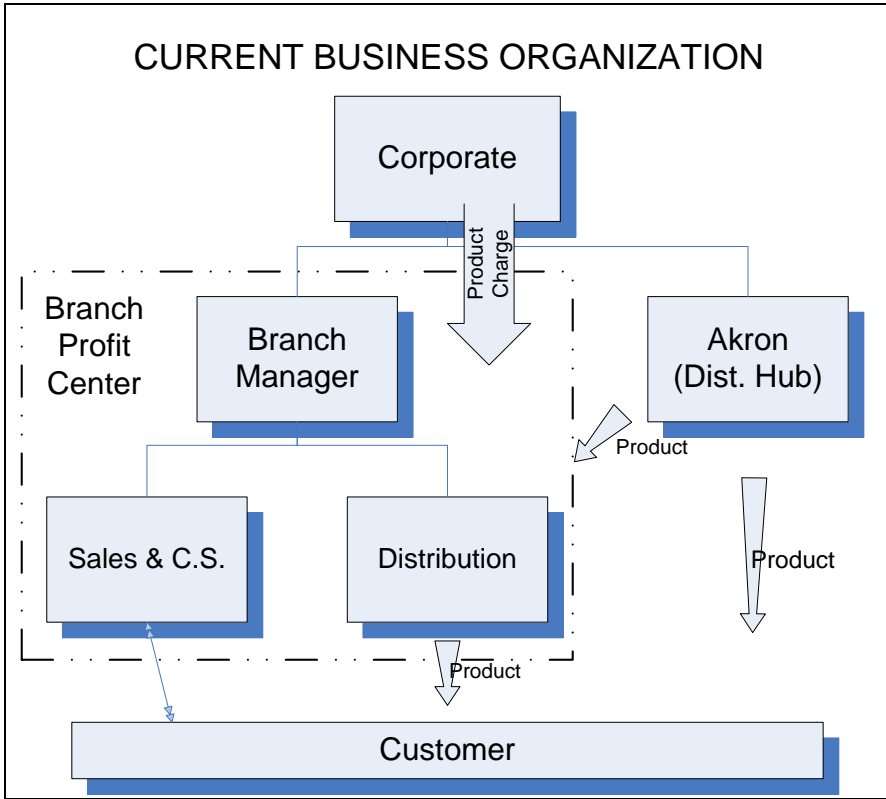 CURRENT BUSINESS ORGANIZATION
Corporate
Product
Charge
Branch
Profit
Center
Branch
Manager
Akron
(Dist. Hub)
Product
Sales & C.S.
Distribution
Product
Product
Customer